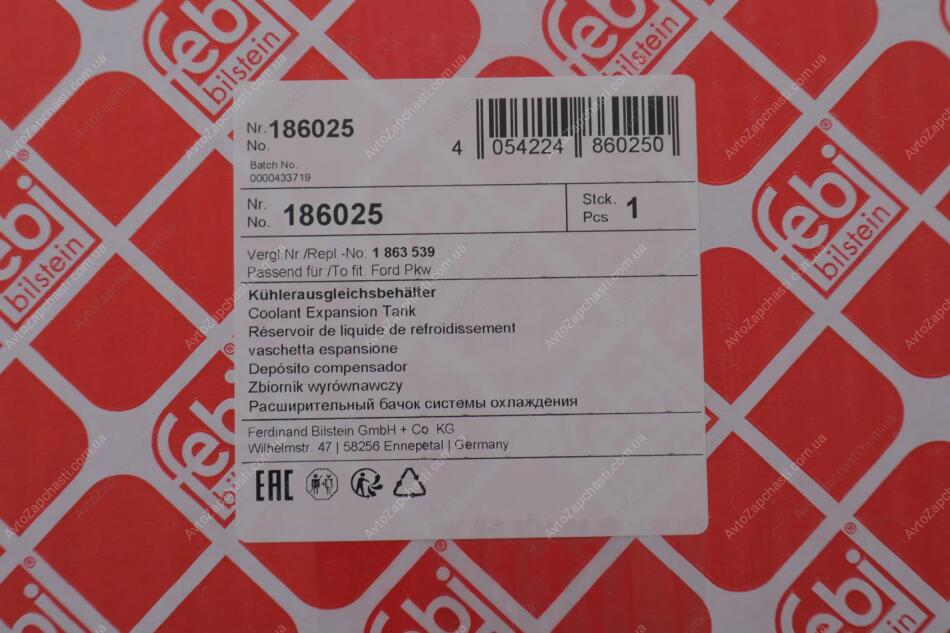 febi
bilstein
Nr. 186025
No.
Batch No..
0000433719
4 054224 860250
Nr.
No. 186025
Stck.
Pcs 1
Vergl.Nr./Repl.-No. 1 863 539
Passend für /To fit. Ford Pkw
Kühlerausgleichsbehälter
Coolant Expansion Tank
Réservoir de liquide de refroidissement
vaschetta espansione
Depósito compensador
Zbiornik wyrównawczy
Расширительный бачок системы охлаждения
Ferdinand Bilstein GmbH + Co. KG
Wilhelmstr. 47 | 58256 Ennepetal | Germany
EAC
AvtoZapchasti.com.ua